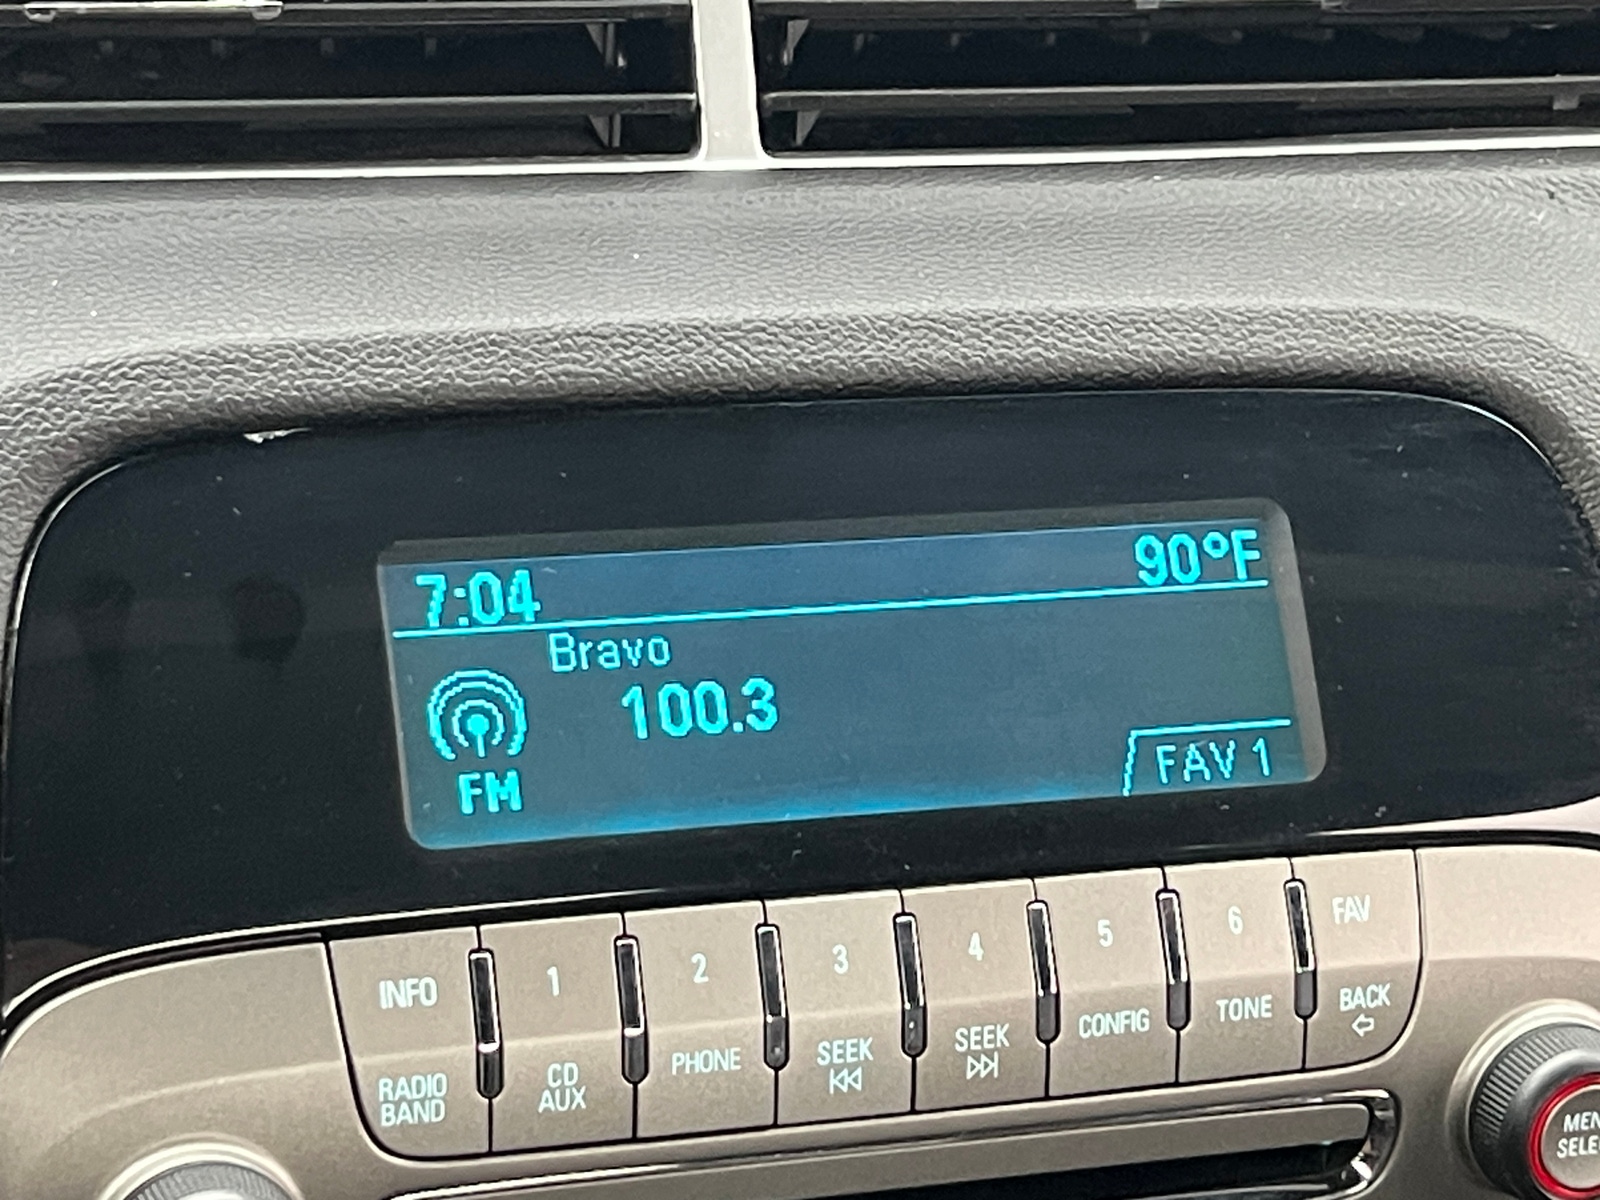 7:04 90°F
Bravo
100.3
FM
FAV 1
INFO 1 2 3 4 5 6 FAV
RADIO BAND
CD AUX
PHONE
SEEK
SEEK
CONFIG
TONE
BACK